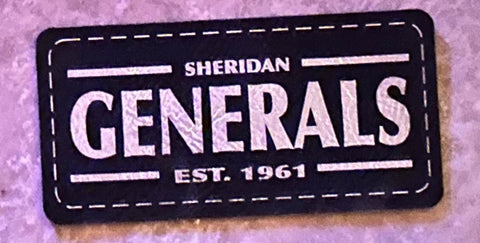 SHERIDAN
GENERALS
EST. 1961